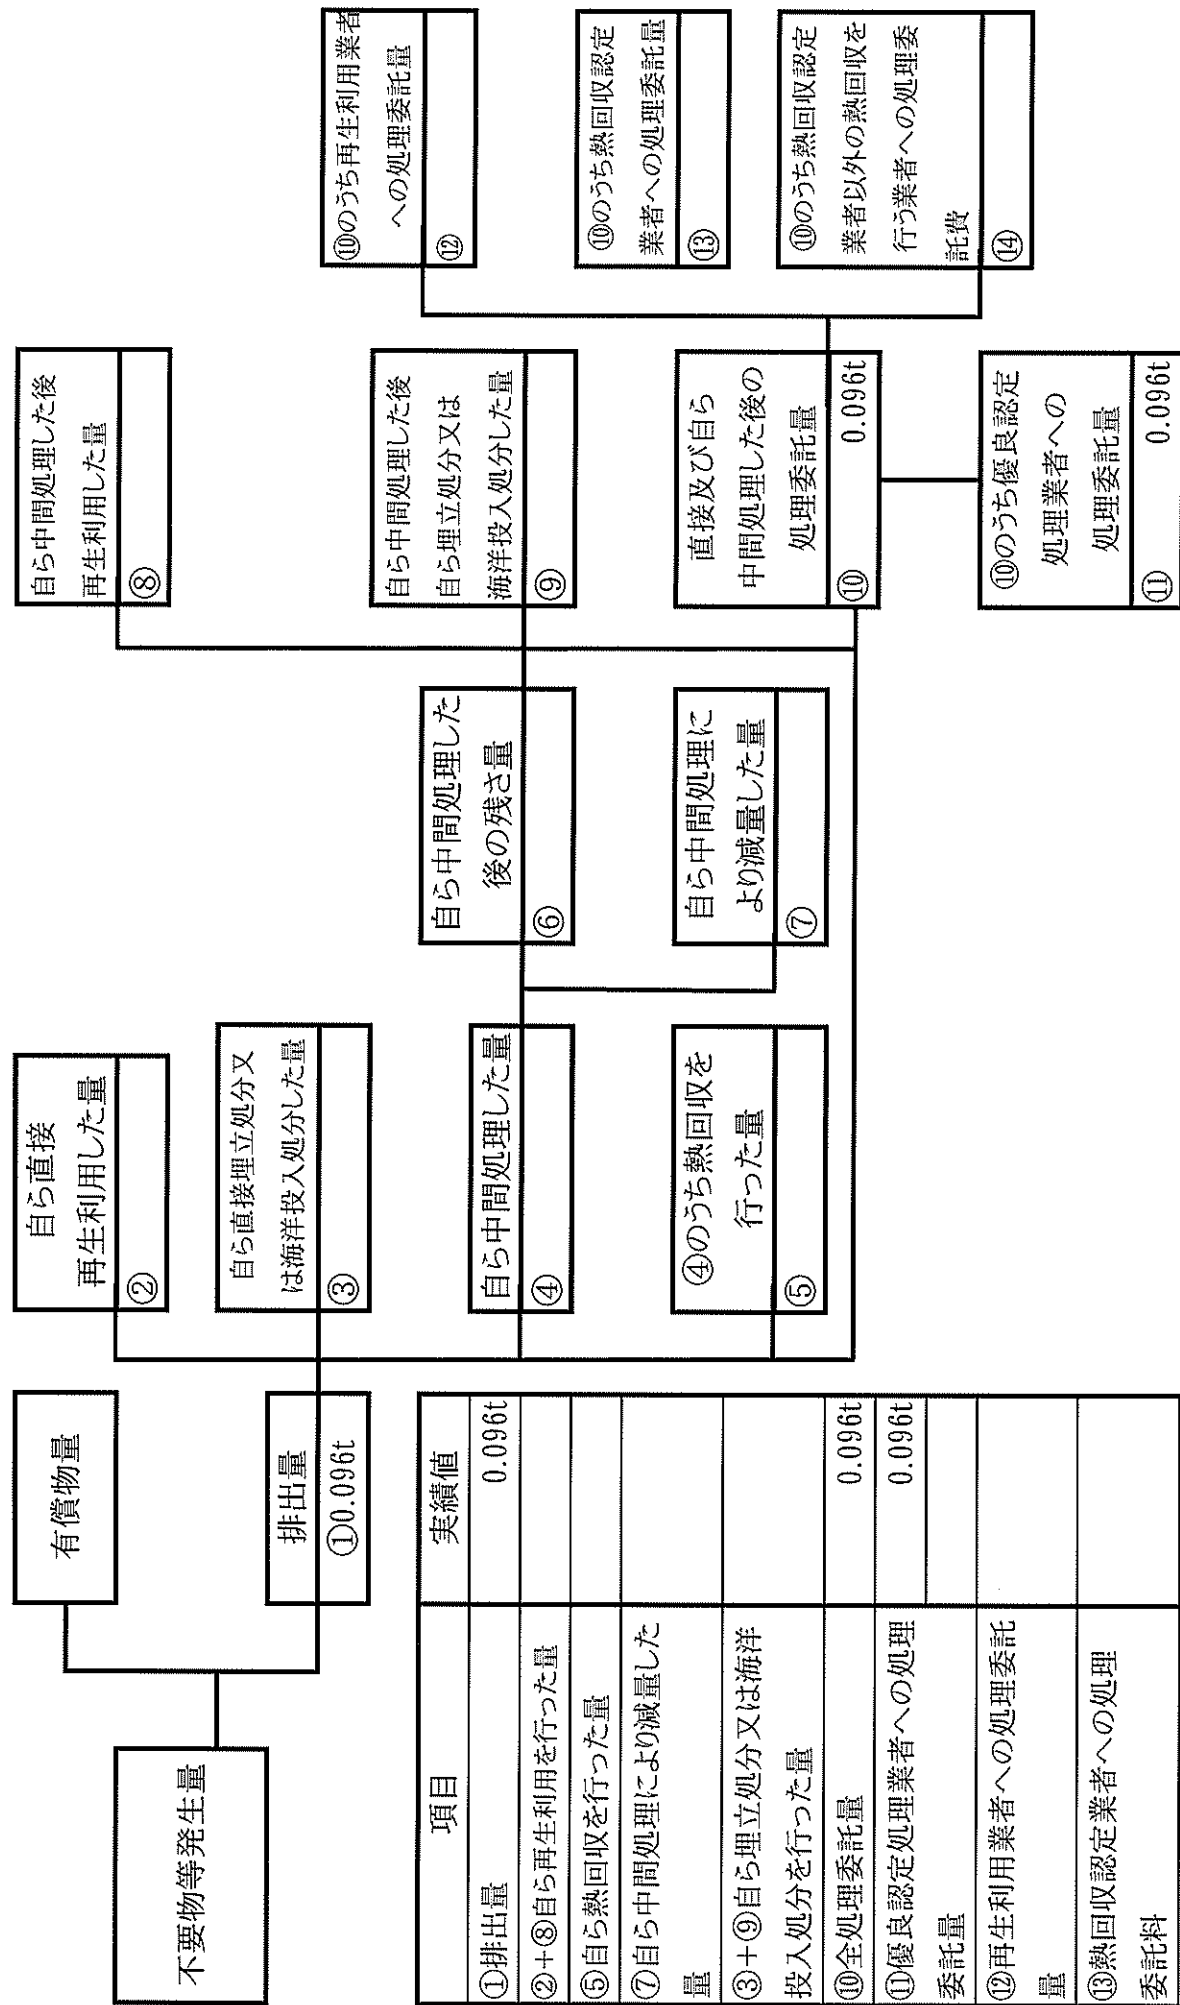 不要物等発生量
有償物量
排出量
①0.096t
自ら直接
再生利用した量
②
自ら直接埋立処分又
は海洋投入処分した量
③
自ら中間処理した量
④
④のうち熱回収を
行った量
⑤
自ら中間処理した
後の残さ量
⑥
自ら中間処理に
より減量した量
⑦
自ら中間処理した後
再生利用した量
⑧
自ら中間処理した後
自ら埋立処分又は
海洋投入処分した量
⑨
直接及び自ら
中間処理した後の
処理委託量
⑩ 0.096t
⑩のうち優良認定
処理業者への
処理委託量
⑪ 0.096t
⑩のうち再生利用業者
への処理委託量
⑫
⑩のうち熱回収認定
業者への処理委託量
⑬
⑩のうち熱回収認定
業者以外の熱回収を
行う業者への処理委
託費
⑭
項目 実績値
①排出量 0.096t
②+⑧自ら再生利用を行った量
⑤自ら熱回収を行った量
⑦自ら中間処理により減量した
量
③+⑨自ら埋立処分又は海洋
投入処分を行った量
⑩全処理委託量 0.096t
⑪優良認定処理業者への処理 0.096t
委託量
⑫再生利用業者への処理委託
量
⑬熱回収認定業者への処理
委託料